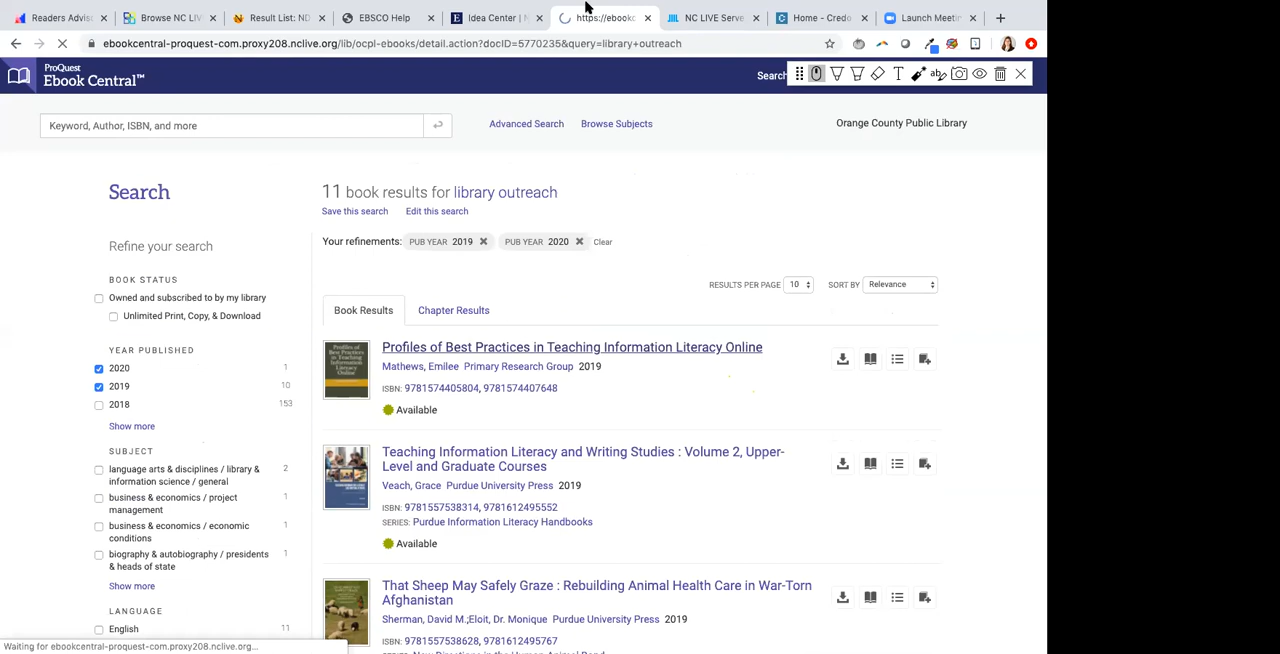 Readers Advis
Browse NC LIV
Result List: ND
EBSCO Help
Idea Center | N
https://ebookc
NC LIVE Serve
Home - Credo
Launch Meetin
ebookcentral-proquest-com.proxy208.nclive.org/lib/ocpl-ebooks/detail.action?docID=5770235&query=library+outreach
ProQuest
Ebook Central™
Search
Keyword, Author, ISBN, and more
Advanced Search
Browse Subjects
Orange County Public Library
Search
Refine your search
BOOK STATUS
Owned and subscribed to by my library
Unlimited Print, Copy, & Download
YEAR PUBLISHED
2020 1
2019 10
2018 153
Show more
SUBJECT
language arts & disciplines / library & 2
information science / general
business & economics / project 1
management
business & economics / economic 1
conditions
biography & autobiography / presidents 1
& heads of state
Show more
LANGUAGE
English 11
11 book results for library outreach
Save this search
Edit this search
Your refinements: PUB YEAR 2019 PUB YEAR 2020 Clear
RESULTS PER PAGE 10 SORT BY Relevance
Book Results
Chapter Results
Profiles of Best Practices in Teaching Information Literacy Online
Mathews, Emilee Primary Research Group 2019
ISBN: 9781574405804, 9781574407648
Available
Teaching Information Literacy and Writing Studies : Volume 2, Upper-
Level and Graduate Courses
Veach, Grace Purdue University Press 2019
ISBN: 9781557538314, 9781612495552
SERIES: Purdue Information Literacy Handbooks
Available
That Sheep May Safely Graze : Rebuilding Animal Health Care in War-Torn
Afghanistan
Sherman, David M.;Eloit, Dr. Monique Purdue University Press 2019
ISBN: 9781557538628, 9781612495767
Waiting for ebookcentral-proquest-com.proxy208.nclive.org...